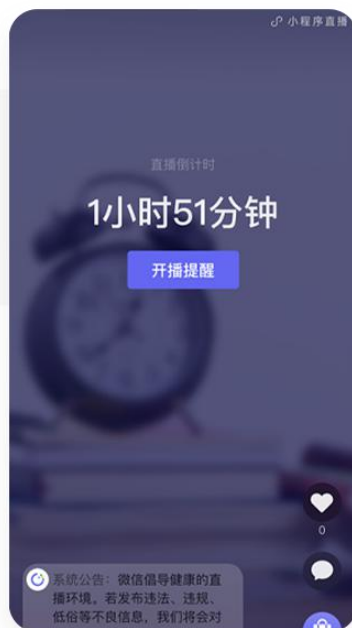 小程序直播
直播倒计时
1小时51分钟
开播提醒
0
系统公告：微信倡导健康的直
播环境。若发布违法、违规、
低俗等不良信息，我们将会对